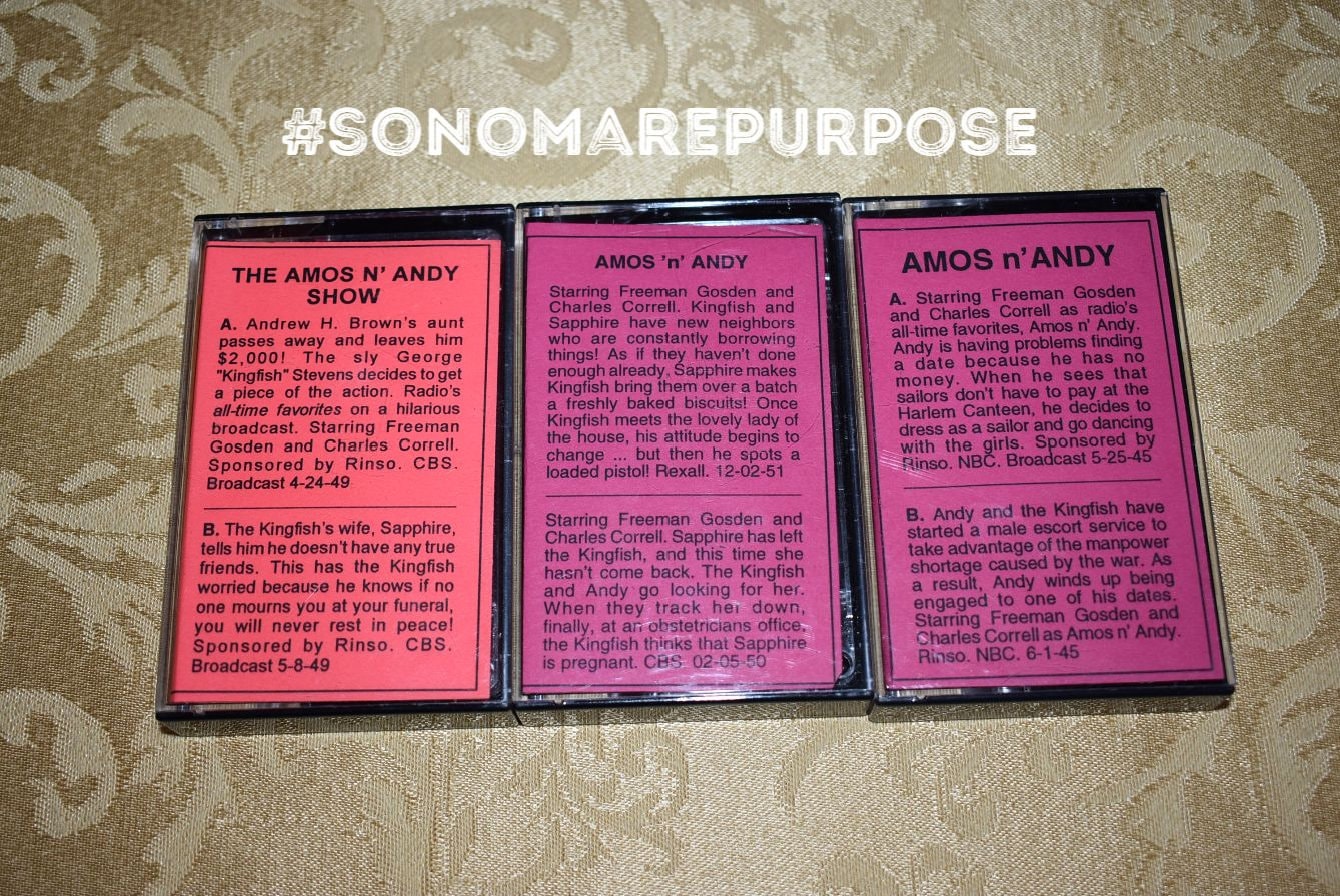 #SONOMAREPURPOSE
THE AMOS N' ANDY
SHOW
A. Andrew H. Brown's aunt
passes away and leaves him
$2,000! The sly George
"Kingfish" Stevens decides to get
a piece of the action. Radio's
all-time favorites on a hilarious
broadcast. Starring Freeman
Gosden and Charles Correll.
Sponsored by Rinso. CBS.
Broadcast 4-24-49
B. The Kingfish's wife, Sapphire,
tells him he doesn't have any true
friends. This has the Kingfish
worried because he knows if no
one mourns you at your funeral,
you will never rest in peace!
Sponsored by Rinso. CBS.
Broadcast 5-8-49
AMOS 'n' ANDY
Starring Freeman Gosden and
Charles Correll. Kingfish and
Sapphire have new neighbors
who are constantly borrowing
things! As if they haven't done
enough already, Sapphire makes
Kingfish bring them over a batch
a freshly baked biscuits! Once
Kingfish meets the lovely lady of
the house, his attitude begins to
change ... but then he spots a
loaded pistol! Rexall. 12-02-51
Starring Freeman Gosden and
Charles Correll. Sapphire has left
the Kingfish, and this time she
hasn't come back. The Kingfish
and Andy go looking for her.
When they track her down,
finally, at an obstetricians office,
the Kingfish thinks that Sapphire
is pregnant. CBS. 02-05-50
AMOS n' ANDY
A. Starring Freeman Gosden
and Charles Correll as radio's
all-time favorites, Amos n' Andy.
Andy is having problems finding
a date because he has no
money. When he sees that
sailors don't have to pay at the
Harlem Canteen, he decides to
dress as a sailor and go dancing
with the girls. Sponsored by
Rinso. NBC. Broadcast 5-25-45
B. Andy and the Kingfish have
started a male escort service to
take advantage of the manpower
shortage caused by the war. As
a result, Andy winds up being
engaged to one of his dates.
Starring Freeman Gosden and
Charles Correll as Amos n' Andy.
Rinso. NBC. 6-1-45